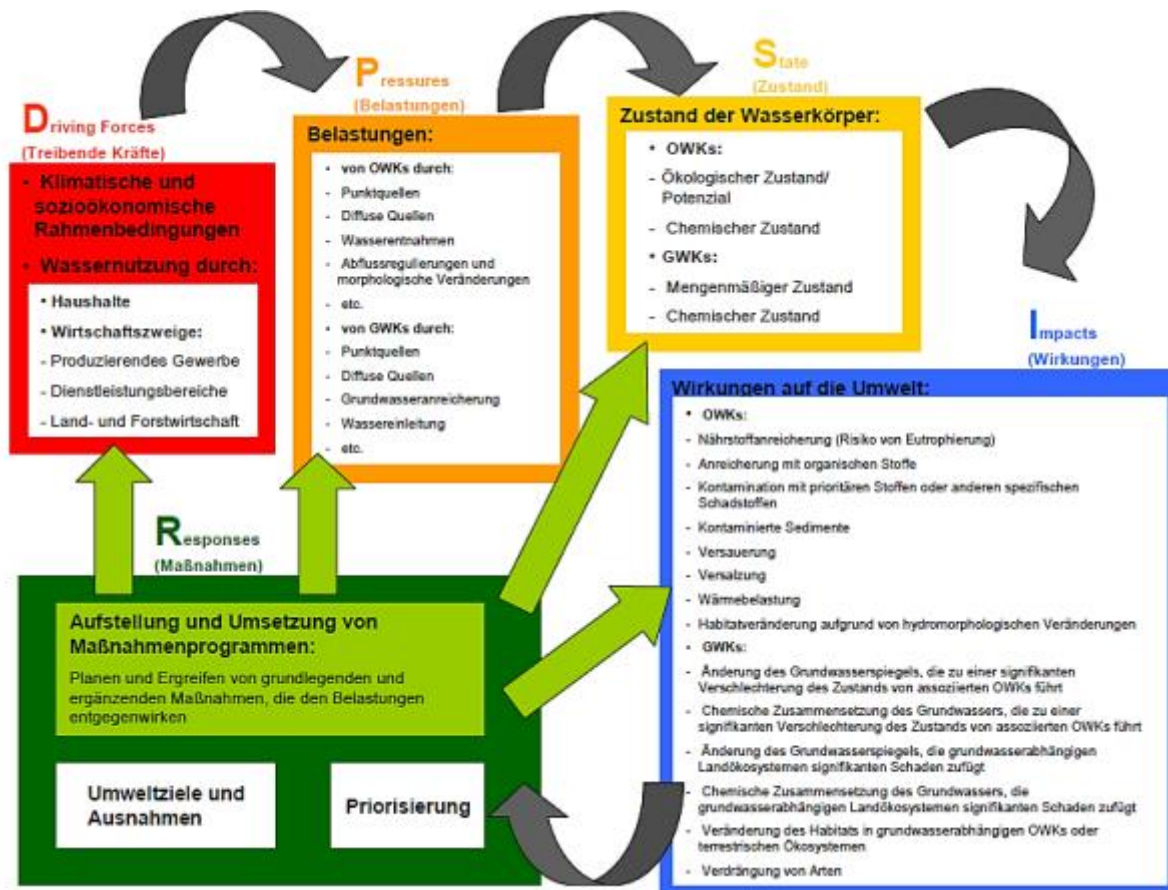 Driving Forces
(Treibende Kräfte)
- Klimatische und
sozioökonomische
Rahmenbedingungen
- Wassernutzung durch:
• Haushalte
• Wirtschaftszweige:
- Produzierendes Gewerbe
- Dienstleistungsbereiche
- Land- und Forstwirtschaft
Pressures
(Belastungen)
Belastungen:
• von OWKs durch:
- Punktquellen
- Diffuse Quellen
- Wasserentnahmen
- Abflussregulierungen und
morphologische Veränderungen
- etc.
• von GWKs durch:
- Punktquellen
- Diffuse Quellen
- Grundwasseranreicherung
- Wassereinleitung
- etc.
State
(Zustand)
Zustand der Wasserkörper:
• OWKs:
- Ökologischer Zustand/
Potenzial
- Chemischer Zustand
• GWKs:
- Mengenmäßiger Zustand
- Chemischer Zustand
Impacts
(Wirkungen)
Wirkungen auf die Umwelt:
• OWKs:
- Nährstoffanreicherung (Risiko von Eutrophierung)
- Anreicherung mit organischen Stoffe
- Kontamination mit prioritären Stoffen oder anderen spezifischen
Schadstoffen
- Kontaminierte Sedimente
- Versauerung
- Versalzung
- Wärmebelastung
- Habitatveränderung aufgrund von hydromorphologischen Veränderungen
• GWKs:
- Änderung des Grundwasserspiegels, die zu einer signifikanten
Verschlechterung des Zustands von assoziierten OWKs führt
- Chemische Zusammensetzung des Grundwassers, die zu einer
signifikanten Verschlechterung des Zustands von assoziierten OWKs führt
- Änderung des Grundwasserspiegels, die grundwasserabhängigen
Landökosystemen signifikanten Schaden zufügt
- Chemische Zusammensetzung des Grundwassers, die
grundwasserabhängigen Landökosystemen signifikanten Schaden zufügt
- Veränderung des Habitats in grundwasserabhängigen OWKs oder
terrestrischen Ökosystemen
- Verdrängung von Arten
Responses
(Maßnahmen)
Aufstellung und Umsetzung von
Maßnahmenprogrammen:
Planen und Ergreifen von grundlegenden und
ergänzenden Maßnahmen, die den Belastungen
entgegenwirken
Umweltziele und
Ausnahmen
Priorisierung